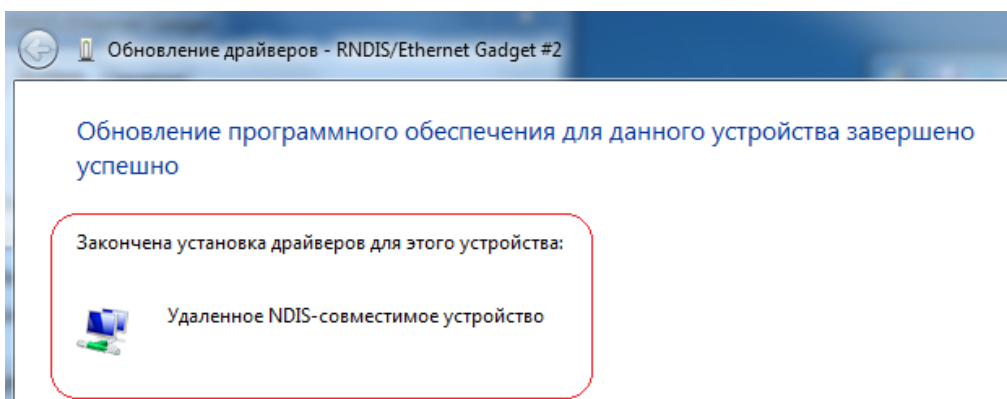 Обновление драйверов - RNDIS/Ethernet Gadget #2
Обновление программного обеспечения для данного устройства завершено
успешно
Закончена установка драйверов для этого устройства:
Удаленное NDIS-совместимое устройство